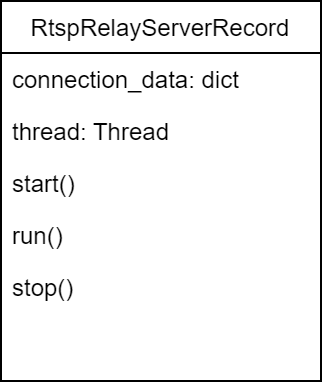 RtspRelayServerRecord
connection_data: dict
thread: Thread
start()
run()
stop()